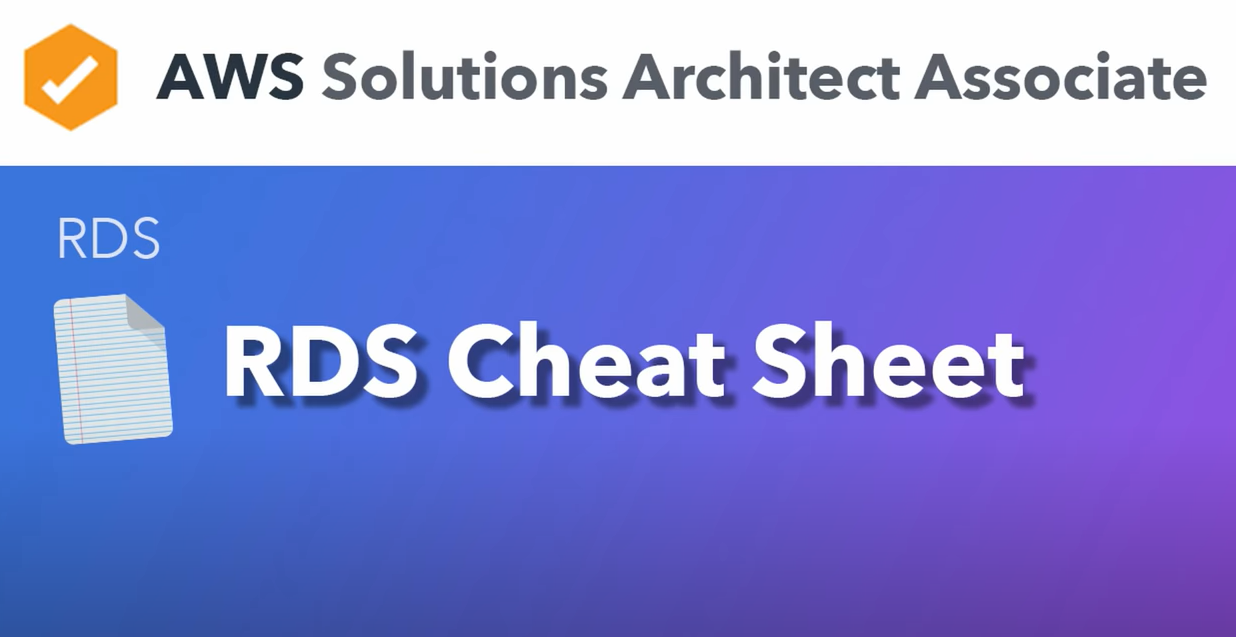 AWS Solutions Architect Associate
RDS
RDS Cheat Sheet